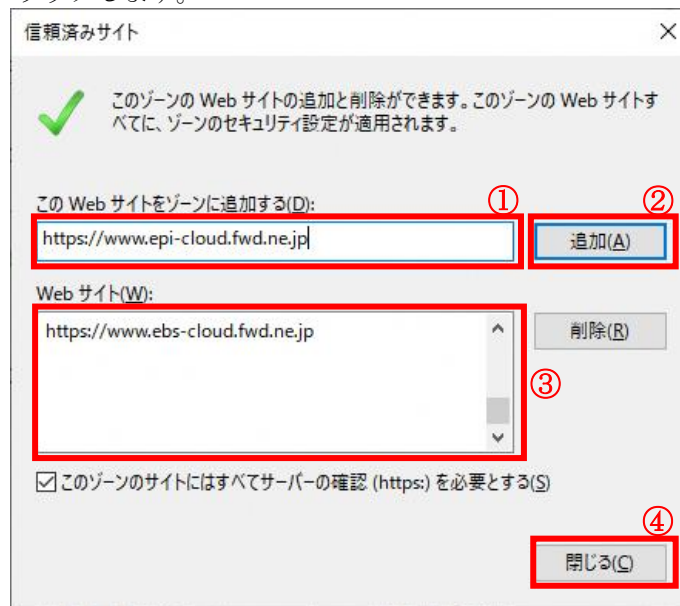 信頼済みサイト
このゾーンの Web サイトの追加と削除ができます。このゾーンの Web サイトす
べてに、ゾーンのセキュリティ設定が適用されます。
この Web サイトをゾーンに追加する(D):
①
②
https://www.epi-cloud.fwd.ne.jp
追加(A)
Web サイト(W):
https://www.ebs-cloud.fwd.ne.jp
削除(R)
③
このゾーンのサイトにはすべてサーバーの確認 (https:) を必要とする(S)
④
閉じる(C)